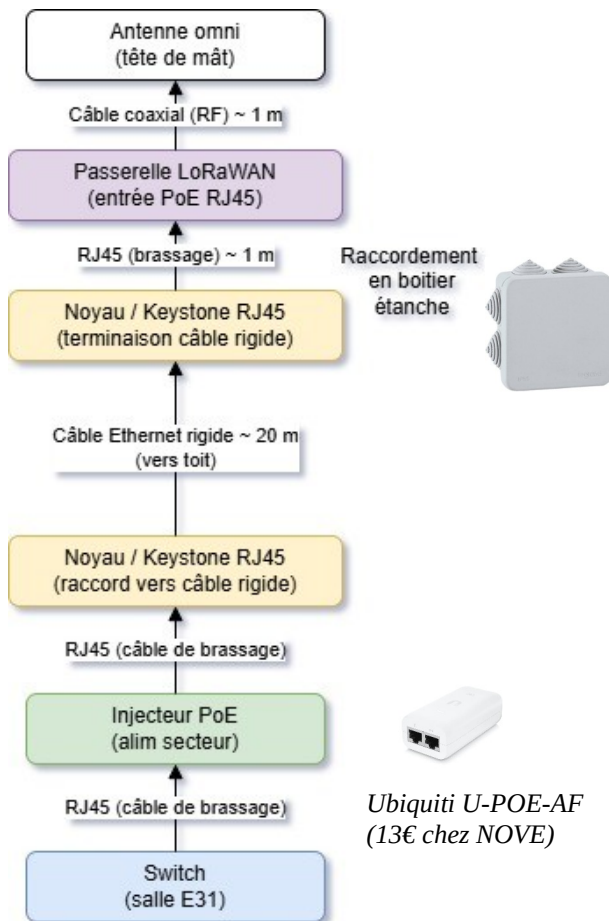 Antenne omni
(tête de mât)
Câble coaxial (RF) ~ 1 m
Passerelle LoRaWAN
(entrée PoE RJ45)
RJ45 (brassage) ~ 1 m
Raccordement
en boitier
étanche
Noyau / Keystone RJ45
(terminaison câble rigide)
Câble Ethernet rigide ~ 20 m
(vers toit)
Noyau / Keystone RJ45
(raccord vers câble rigide)
RJ45 (câble de brassage)
Injecteur PoE
(alim secteur)
RJ45 (câble de brassage)
Ubiquiti U-POE-AF
(13€ chez NOVE)
Switch
(salle E31)